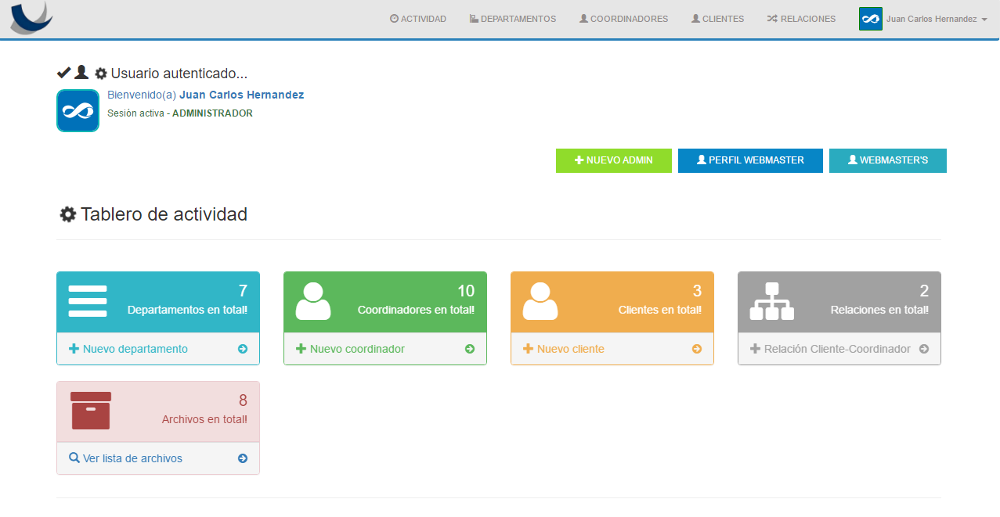 ACTIVIDAD DEPARTAMENTOS COORDINADORES CLIENTES RELACIONES Juan Carlos Hernandez
Usuario autenticado...
Bienvenido(a) Juan Carlos Hernandez
Sesión activa - ADMINISTRADOR
NUEVO ADMIN PERFIL WEBMASTER WEBMASTER'S
Tablero de actividad
7
Departamentos en total!
Nuevo departamento
10
Coordinadores en total!
Nuevo coordinador
3
Clientes en total!
Nuevo cliente
2
Relaciones en total!
Relación Cliente-Coordinador
8
Archivos en total!
Ver lista de archivos